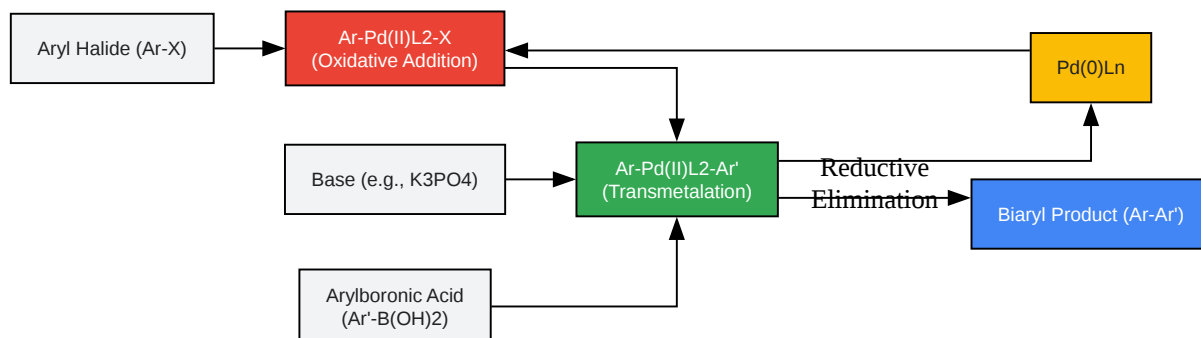 Aryl Halide (Ar-X)
Ar-Pd(II)L2-X
(Oxidative Addition)
Pd(0)Ln
Base (e.g., K3PO4)
Ar-Pd(II)L2-Ar'
(Transmetalation)
Reductive
Elimination
Biaryl Product (Ar-Ar')
Arylboronic Acid
(Ar'-B(OH)2)